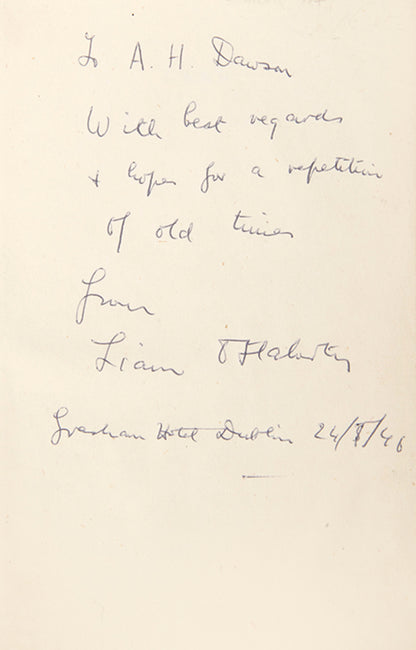 To A. H. Dawson
With best regards
+ hopes for a repetition
of old times
from
Liam O'Flaherty
Gresham Hotel Dublin 24/5/46